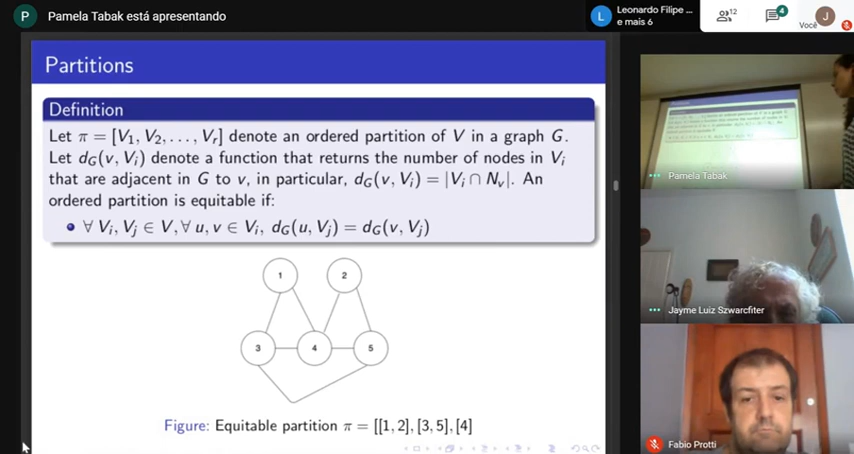 P Pamela Tabak está apresentando
L Leonardo Filipe ...
e mais 6
12
4
J
Você
Partitions
Definition
Let π = [V₁, V₂, . . . , Vᵣ] denote an ordered partition of V in a graph G.
Let d_G(v, Vᵢ) denote a function that returns the number of nodes in Vᵢ
that are adjacent in G to v, in particular, d_G(v, Vᵢ) = |Vᵢ ∩ Nᵥ|. An
ordered partition is equitable if:
∀ Vᵢ, Vⱼ ∈ V, ∀ u, v ∈ Vᵢ, d_G(u, Vⱼ) = d_G(v, Vⱼ)
1 2
3 4 5
Figure: Equitable partition π = [[1, 2], [3, 5], [4]
Pamela Tabak
Jayme Luiz Szwarcfiter
Fabio Protti